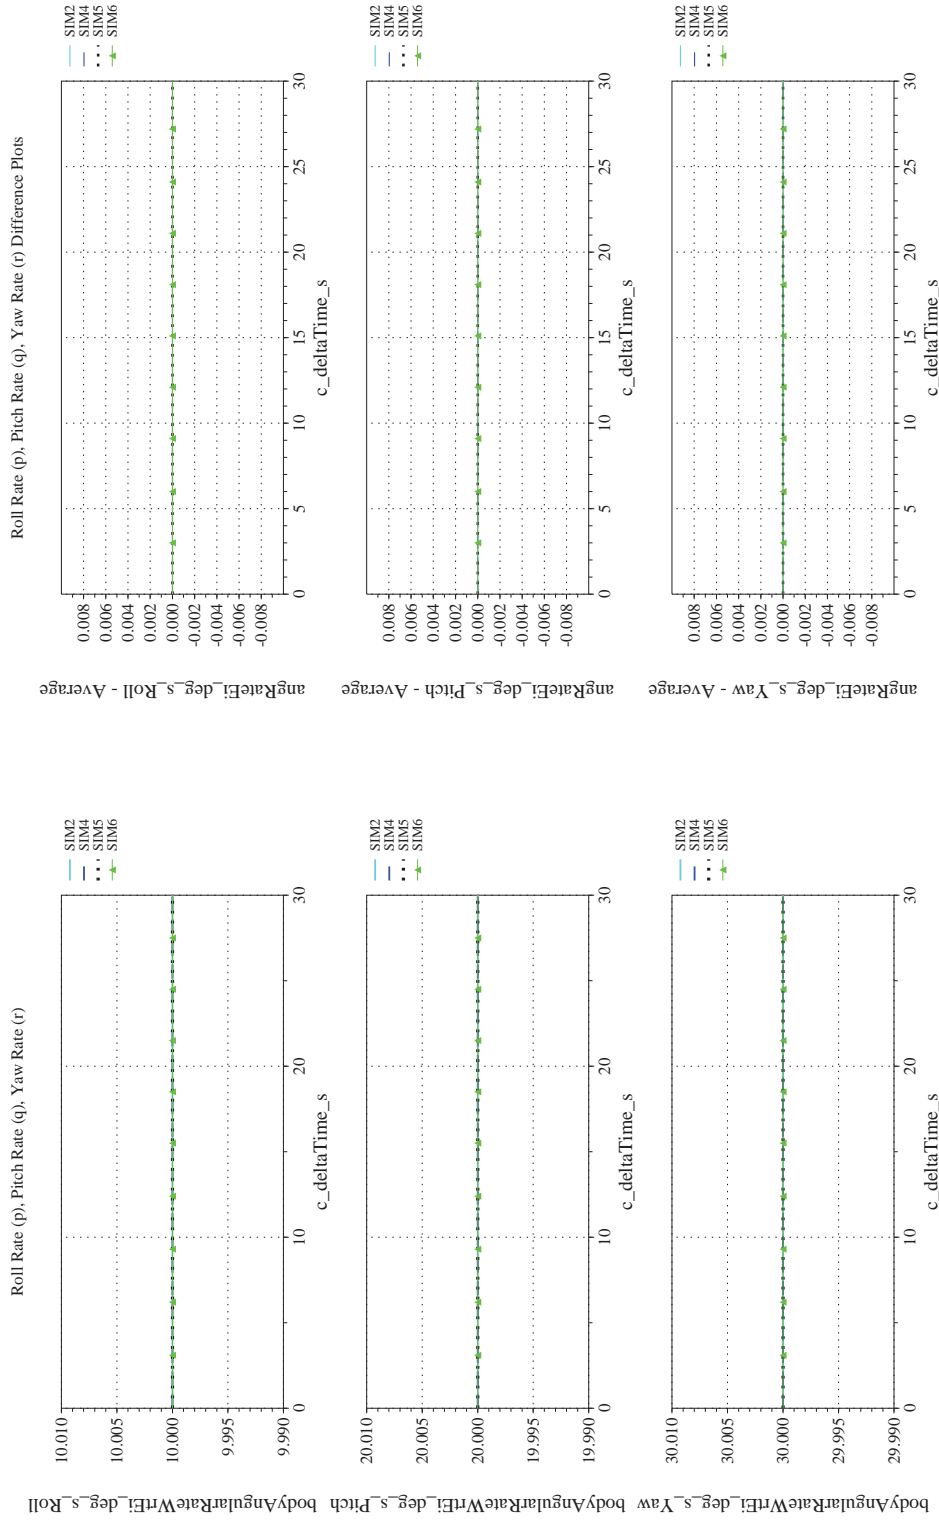 Roll Rate (p), Pitch Rate (q), Yaw Rate (r)
bodyAngularRateWrtEi_deg_s_Roll
10.010
10.005
10.000
9.995
9.990
0
10
20
30
c_deltaTime_s
SIM2
SIM4
SIM5
SIM6
bodyAngularRateWrtEi_deg_s_Pitch
20.010
20.005
20.000
19.995
19.990
0
10
20
30
c_deltaTime_s
SIM2
SIM4
SIM5
SIM6
bodyAngularRateWrtEi_deg_s_Yaw
30.010
30.005
30.000
29.995
29.990
0
10
20
30
c_deltaTime_s
SIM2
SIM4
SIM5
SIM6
Roll Rate (p), Pitch Rate (q), Yaw Rate (r) Difference Plots
angRateEi_deg_s_Roll - Average
0.008
0.006
0.004
0.002
0.000
-0.002
-0.004
-0.006
-0.008
0
5
10
15
20
25
30
c_deltaTime_s
SIM2
SIM4
SIM5
SIM6
angRateEi_deg_s_Pitch - Average
0.008
0.006
0.004
0.002
0.000
-0.002
-0.004
-0.006
-0.008
0
5
10
15
20
25
30
c_deltaTime_s
SIM2
SIM4
SIM5
SIM6
angRateEi_deg_s_Yaw - Average
0.008
0.006
0.004
0.002
0.000
-0.002
-0.004
-0.006
-0.008
0
5
10
15
20
25
30
c_deltaTime_s
SIM2
SIM4
SIM5
SIM6